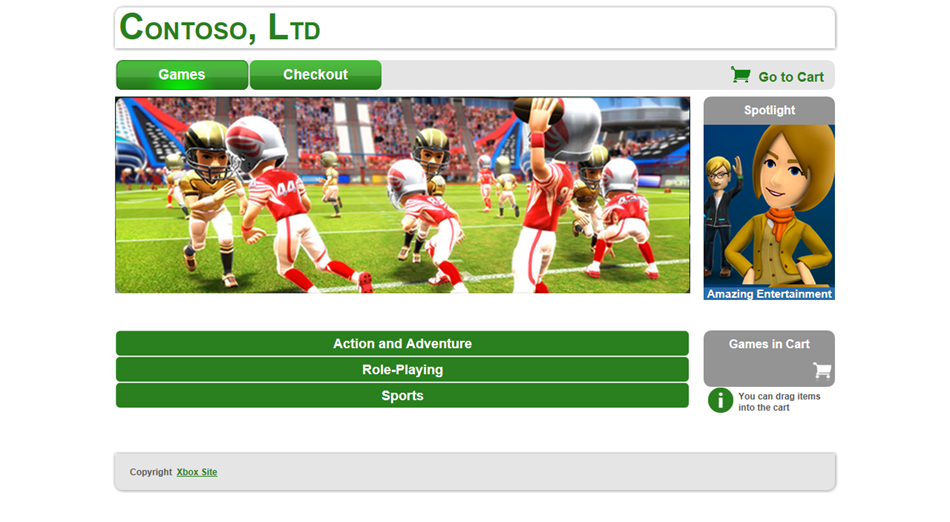 Contoso, Ltd
Games
Checkout
Go to Cart
Spotlight
44
Amazing Entertainment
Action and Adventure
Role-Playing
Sports
Games in Cart
You can drag items
into the cart
Copyright Xbox Site